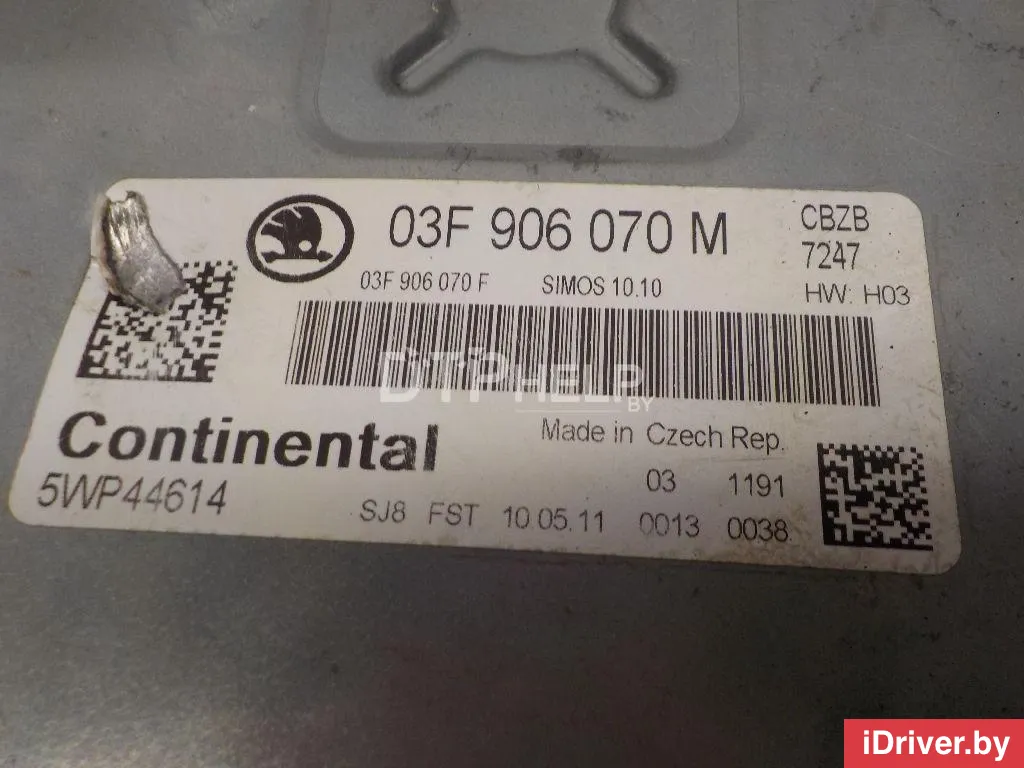 03F 906 070 M
CBZB
7247
03F 906 070 F SIMOS 10.10
HW: H03
DTPHELP
BY
Continental
Made in Czech Rep.
5WP44614
03 1191
SJ8 FST 10.05.11 0013 0038
iDriver.by